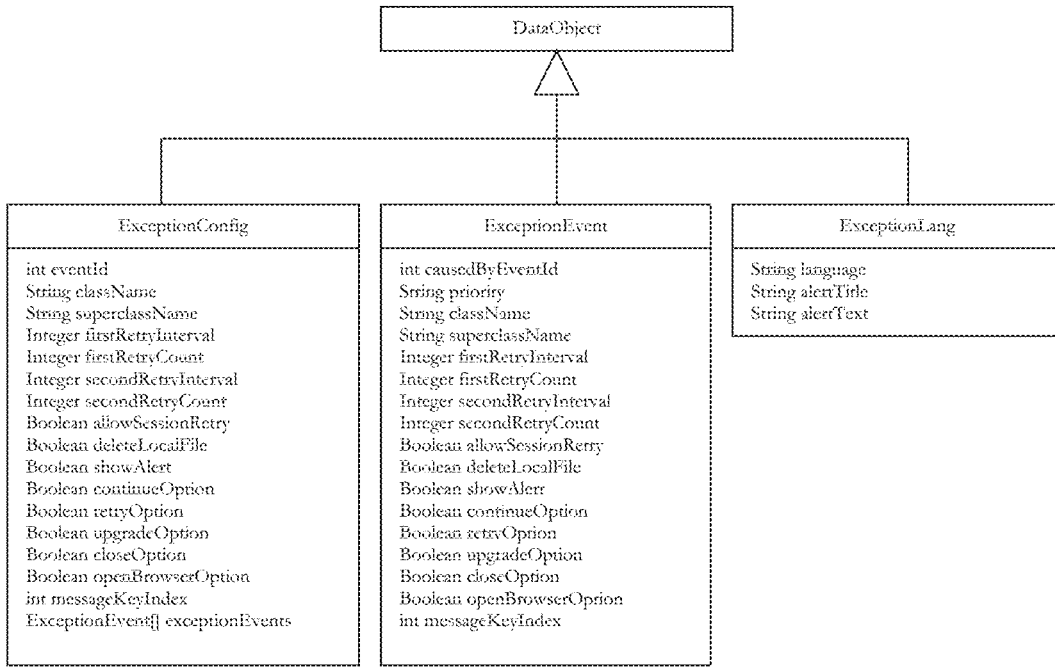 DataObject
ExceptionConfig
int eventId
String className
String superclassName
Integer firstRetryInterval
Integer firstRetryCount
Integer secondRetryInterval
Integer secondRetryCount
Boolean allowSessionRetry
Boolean deleteLocalFile
Boolean showAlert
Boolean continueOption
Boolean retryOption
Boolean upgradeOption
Boolean closeOption
Boolean openBrowserOption
int messageKeyIndex
ExceptionEvent[] exceptionEvents
ExceptionEvent
int causedByEventId
String priority
String className
String superclassName
Integer firstRetryInterval
Integer firstRetryCount
Integer secondRetryInterval
Integer secondRetryCount
Boolean allowSessionRetry
Boolean deleteLocalFile
Boolean showAlert
Boolean continueOption
Boolean retryOption
Boolean upgradeOption
Boolean closeOption
Boolean openBrowserOption
int messageKeyIndex
ExceptionLang
String language
String alertTitle
String alertText